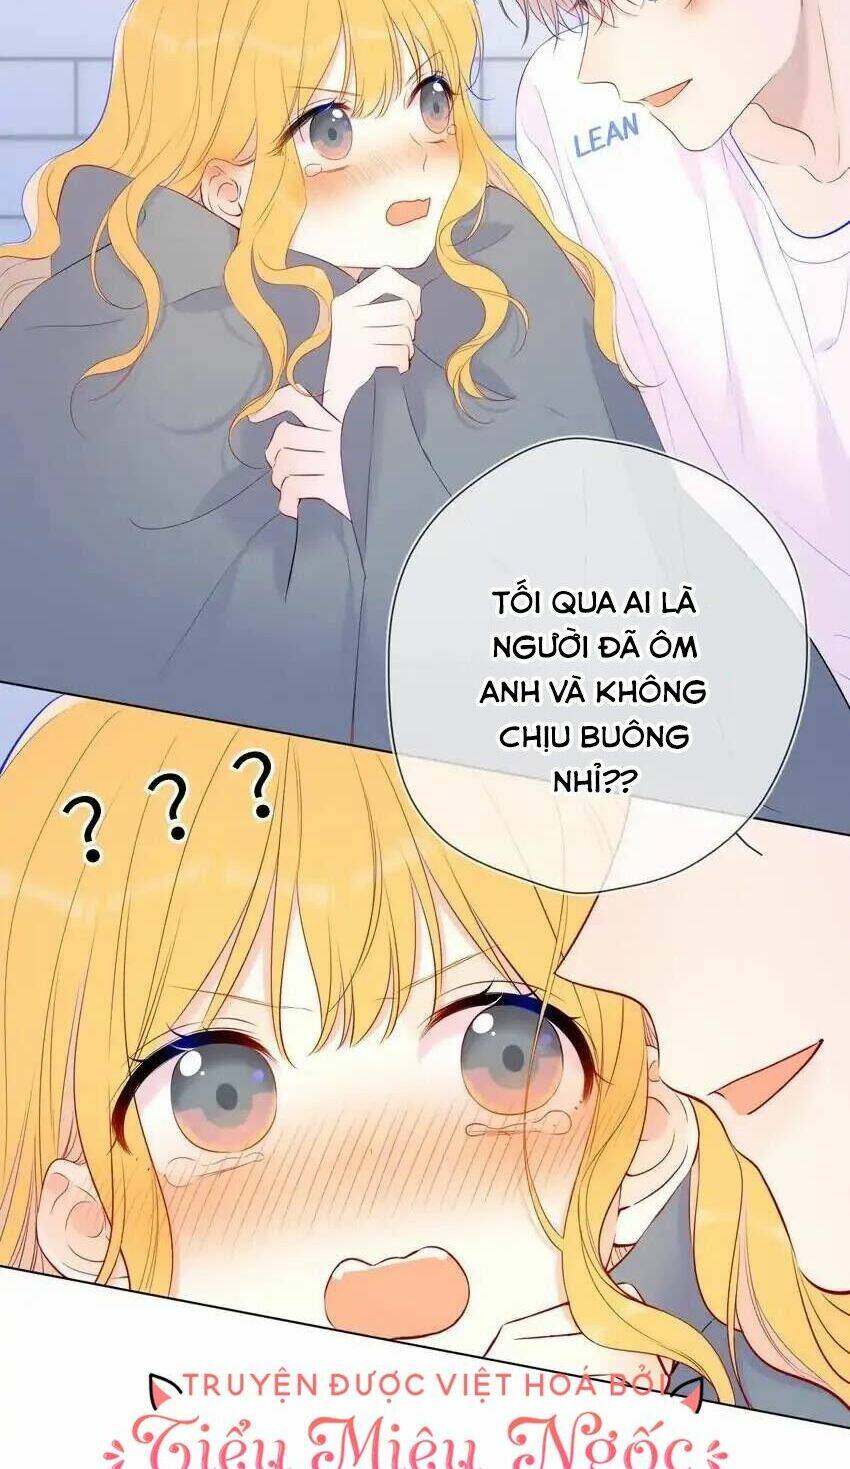 LEAN
TỐI QUA AI LÀ
NGƯỜI ĐÃ ÔM
ANH VÀ KHÔNG
CHỊU BUÔNG
NHỈ??
? ? ?
TRUYỆN ĐƯỢC VIỆT HOÁ BỞI
Tiểu Miêu Ngốc